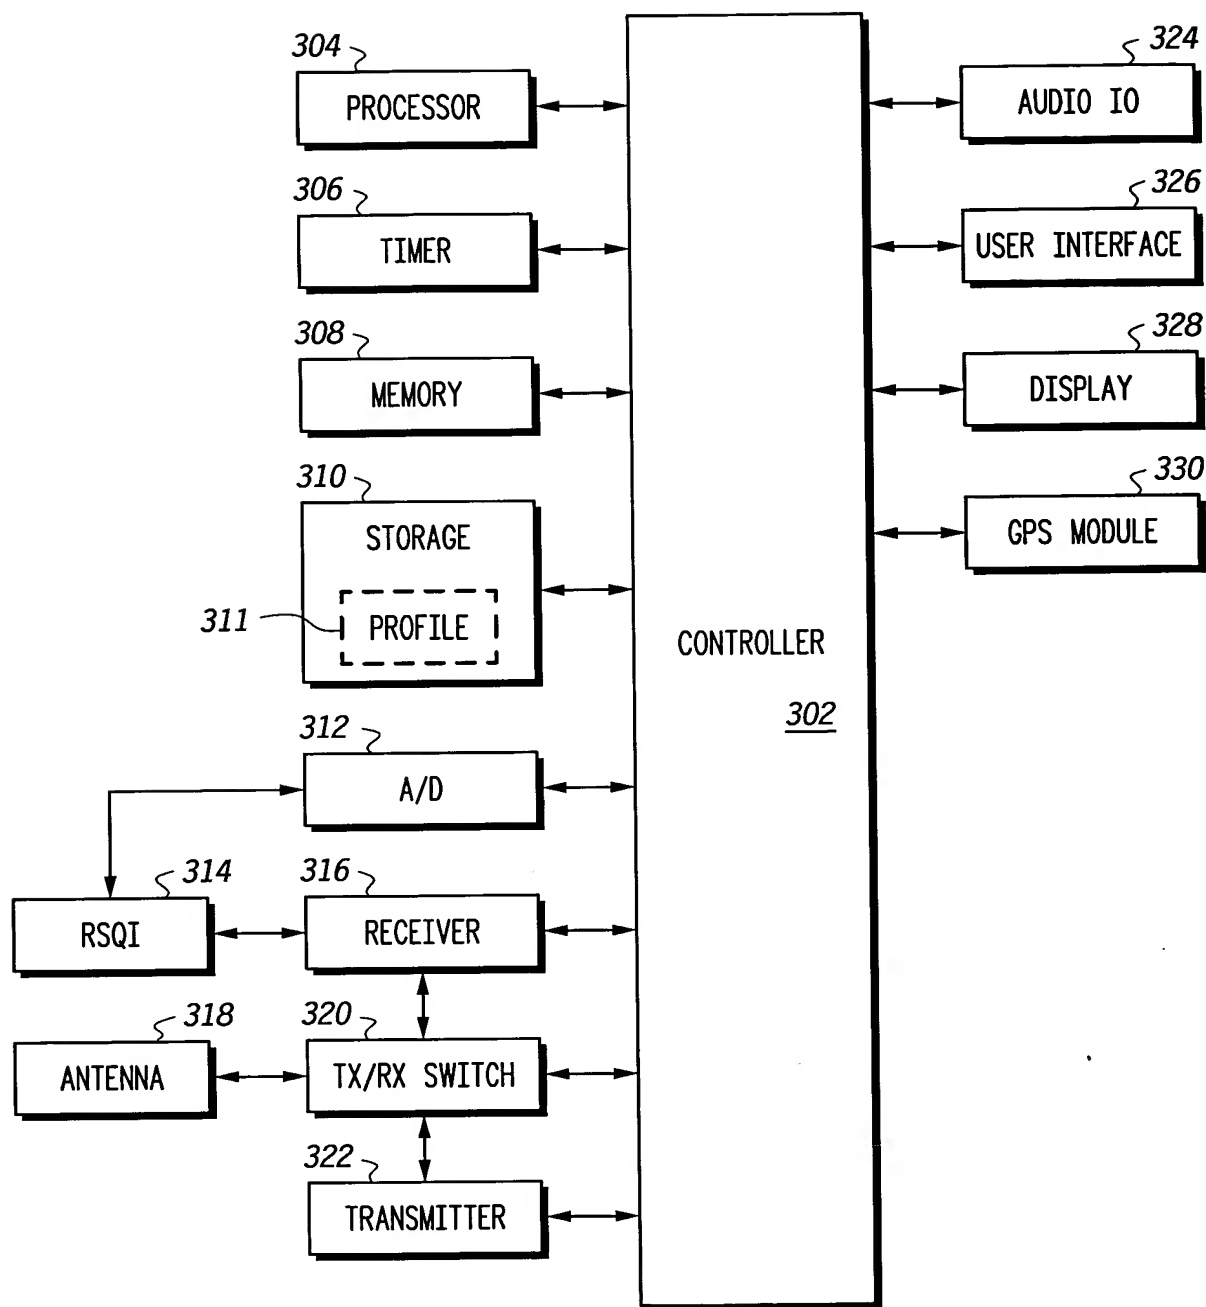 304
PROCESSOR
306
TIMER
308
MEMORY
310
STORAGE
311
PROFILE
312
A/D
314
RSQI
316
RECEIVER
318
ANTENNA
320
TX/RX SWITCH
322
TRANSMITTER
CONTROLLER
302
324
AUDIO IO
326
USER INTERFACE
328
DISPLAY
330
GPS MODULE